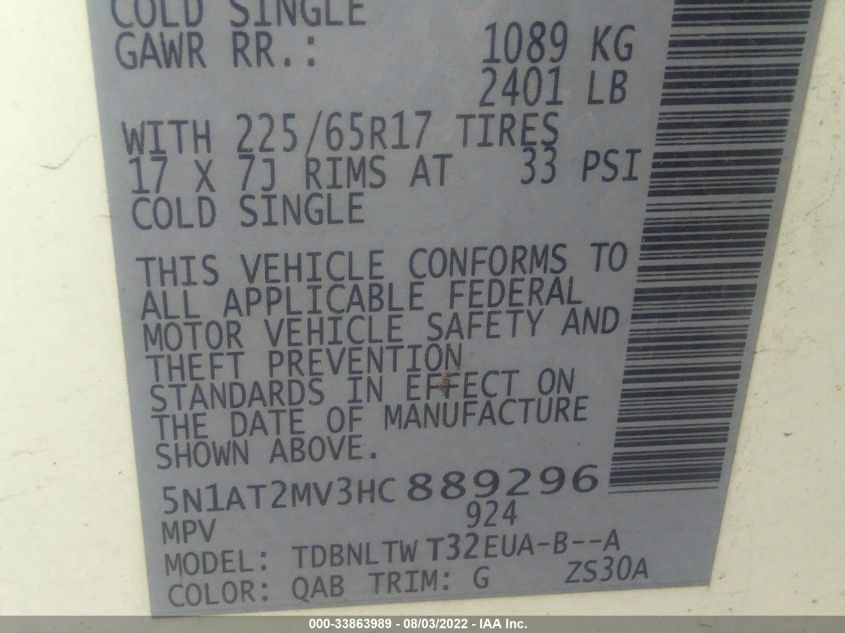 COLD SINGLE
GAWR RR.: 1089 KG
2401 LB
WITH 225/65R17 TIRES
17 X 7J RIMS AT 33 PSI
COLD SINGLE
THIS VEHICLE CONFORMS TO
ALL APPLICABLE FEDERAL
MOTOR VEHICLE SAFETY AND
THEFT PREVENTION
STANDARDS IN EFFECT ON
THE DATE OF MANUFACTURE
SHOWN ABOVE.
5N1AT2MV3HC889296
MPV 924
MODEL: TDBNLTW T32EUA-B--A
COLOR: QAB TRIM: G ZS30A
000-33863989 - 08/03/2022 - IAA Inc.